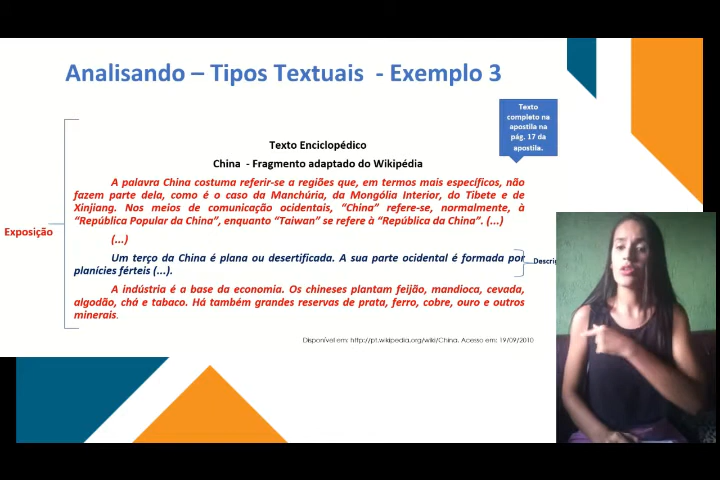 Analisando – Tipos Textuais - Exemplo 3
Texto
completo na
apostila na
pág. 17 da
apostila.
Texto Enciclopédico
China - Fragmento adaptado do Wikipédia
A palavra China costuma referir-se a regiões que, em termos mais específicos, não
fazem parte dela, como é o caso da Manchúria, da Mongólia Interior, do Tibete e de
Xinjiang. Nos meios de comunicação ocidentais, “China” refere-se, normalmente, à
“República Popular da China”, enquanto “Taiwan” se refere à “República da China”. (...)
Exposição
(...)
Um terço da China é plana ou desertificada. A sua parte ocidental é formada por
planícies férteis (...).
A indústria é a base da economia. Os chineses plantam feijão, mandioca, cevada,
algodão, chá e tabaco. Há também grandes reservas de prata, ferro, cobre, ouro e outros
minerais.
Disponível em: http://pt.wikipedia.org/wiki/China. Acesso em: 19/09/2010